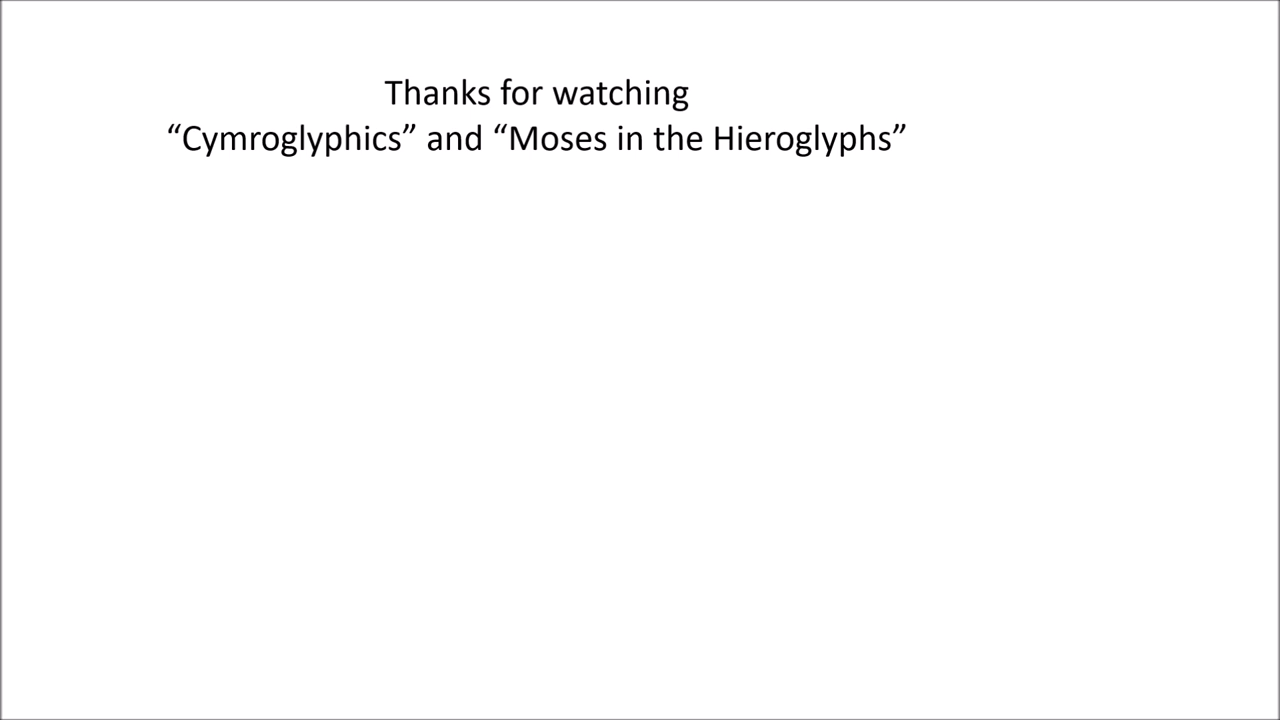 Thanks for watching
“Cymroglyphics” and “Moses in the Hieroglyphs”